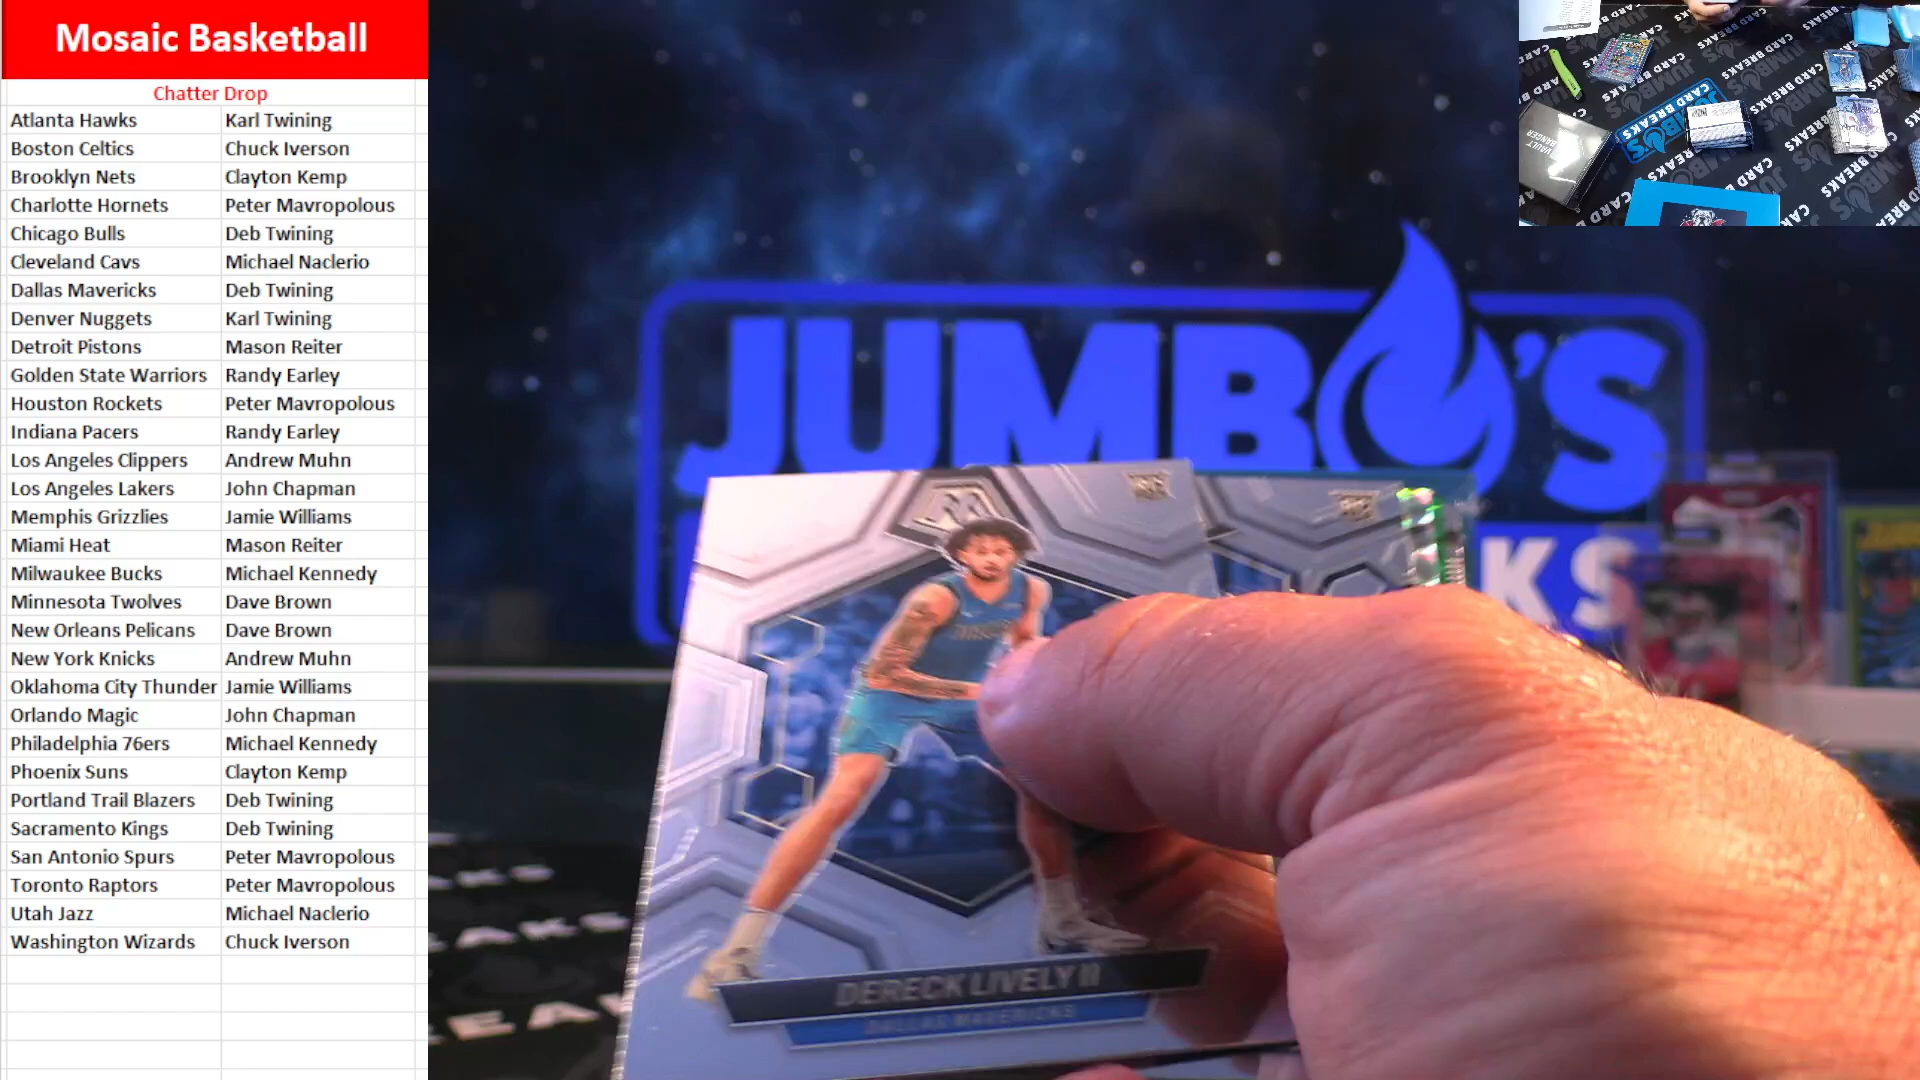 Mosaic Basketball
Chatter Drop
Atlanta Hawks Karl Twining
Boston Celtics Chuck Iverson
Brooklyn Nets Clayton Kemp
Charlotte Hornets Peter Mavropolous
Chicago Bulls Deb Twining
Cleveland Cavs Michael Naclerio
Dallas Mavericks Deb Twining
Denver Nuggets Karl Twining
Detroit Pistons Mason Reiter
Golden State Warriors Randy Earley
Houston Rockets Peter Mavropolous
Indiana Pacers Randy Earley
Los Angeles Clippers Andrew Muhn
Los Angeles Lakers John Chapman
Memphis Grizzlies Jamie Williams
Miami Heat Mason Reiter
Milwaukee Bucks Michael Kennedy
Minnesota Twolves Dave Brown
New Orleans Pelicans Dave Brown
New York Knicks Andrew Muhn
Oklahoma City Thunder Jamie Williams
Orlando Magic John Chapman
Philadelphia 76ers Michael Kennedy
Phoenix Suns Clayton Kemp
Portland Trail Blazers Deb Twining
Sacramento Kings Deb Twining
San Antonio Spurs Peter Mavropolous
Toronto Raptors Peter Mavropolous
Utah Jazz Michael Naclerio
Washington Wizards Chuck Iverson
JUMBO'S
KS
DERECK LIVELY II
DALLAS MAVERICKS
JUMBO'S
CARD BREAKS